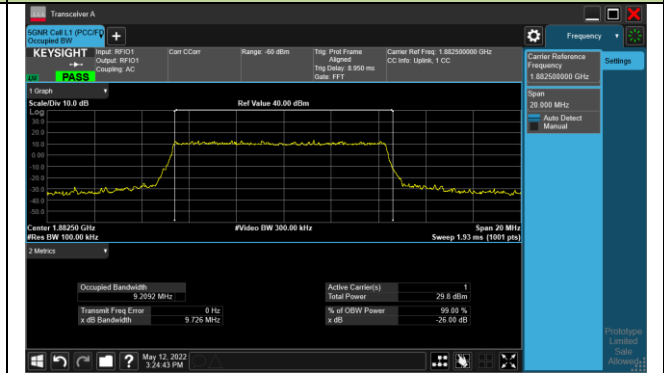 Transceiver A
5GNR Call L1 (PCC/FD
Occupied BW
Frequency
KEYSIGHT
Input: RFIO1
Output: RFIO1
Coupling: AC
Corr CCorr
Range: -60 dBm
Trig: Prot Frame
Aligned
Trig Delay: 8.950 ms
Gate: FFT
Carrier Ref Freq: 1.882500000 GHz
CC Info: Uplink, 1 CC
PASS
Carrier Reference
Frequency
1.882500000 GHz
Settings
Span
20.000 MHz
Auto Detect
Manual
1 Graph
Scale/Div 10.0 dB
Ref Value 40.00 dBm
Log
30.0
20.0
10.0
0.00
-10.0
-20.0
-30.0
-40.0
-50.0
Center 1.88250 GHz
#Video BW 300.00 kHz
Span 20 MHz
#Res BW 100.00 kHz
Sweep 1.93 ms (1001 pts)
2 Metrics
Occupied Bandwidth
9.2092 MHz
Active Carrier(s) 1
Total Power 29.8 dBm
Transmit Freq Error 0 Hz
x dB Bandwidth 9.726 MHz
% of OBW Power 99.00 %
x dB -26.00 dB
May 12, 2022
3:24:43 PM
Prototype
Limited
Sale
Allowed